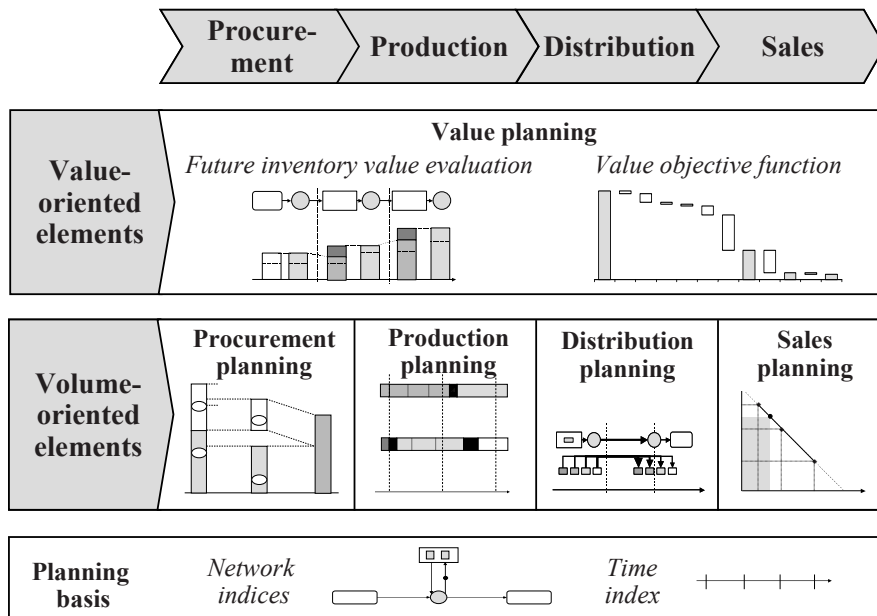 Procure-
ment
Production
Distribution
Sales
Value-
oriented
elements
Value planning
Future inventory value evaluation
Value objective function
Volume-
oriented
elements
Procurement
planning
Production
planning
Distribution
planning
Sales
planning
Planning
basis
Network
indices
Time
index